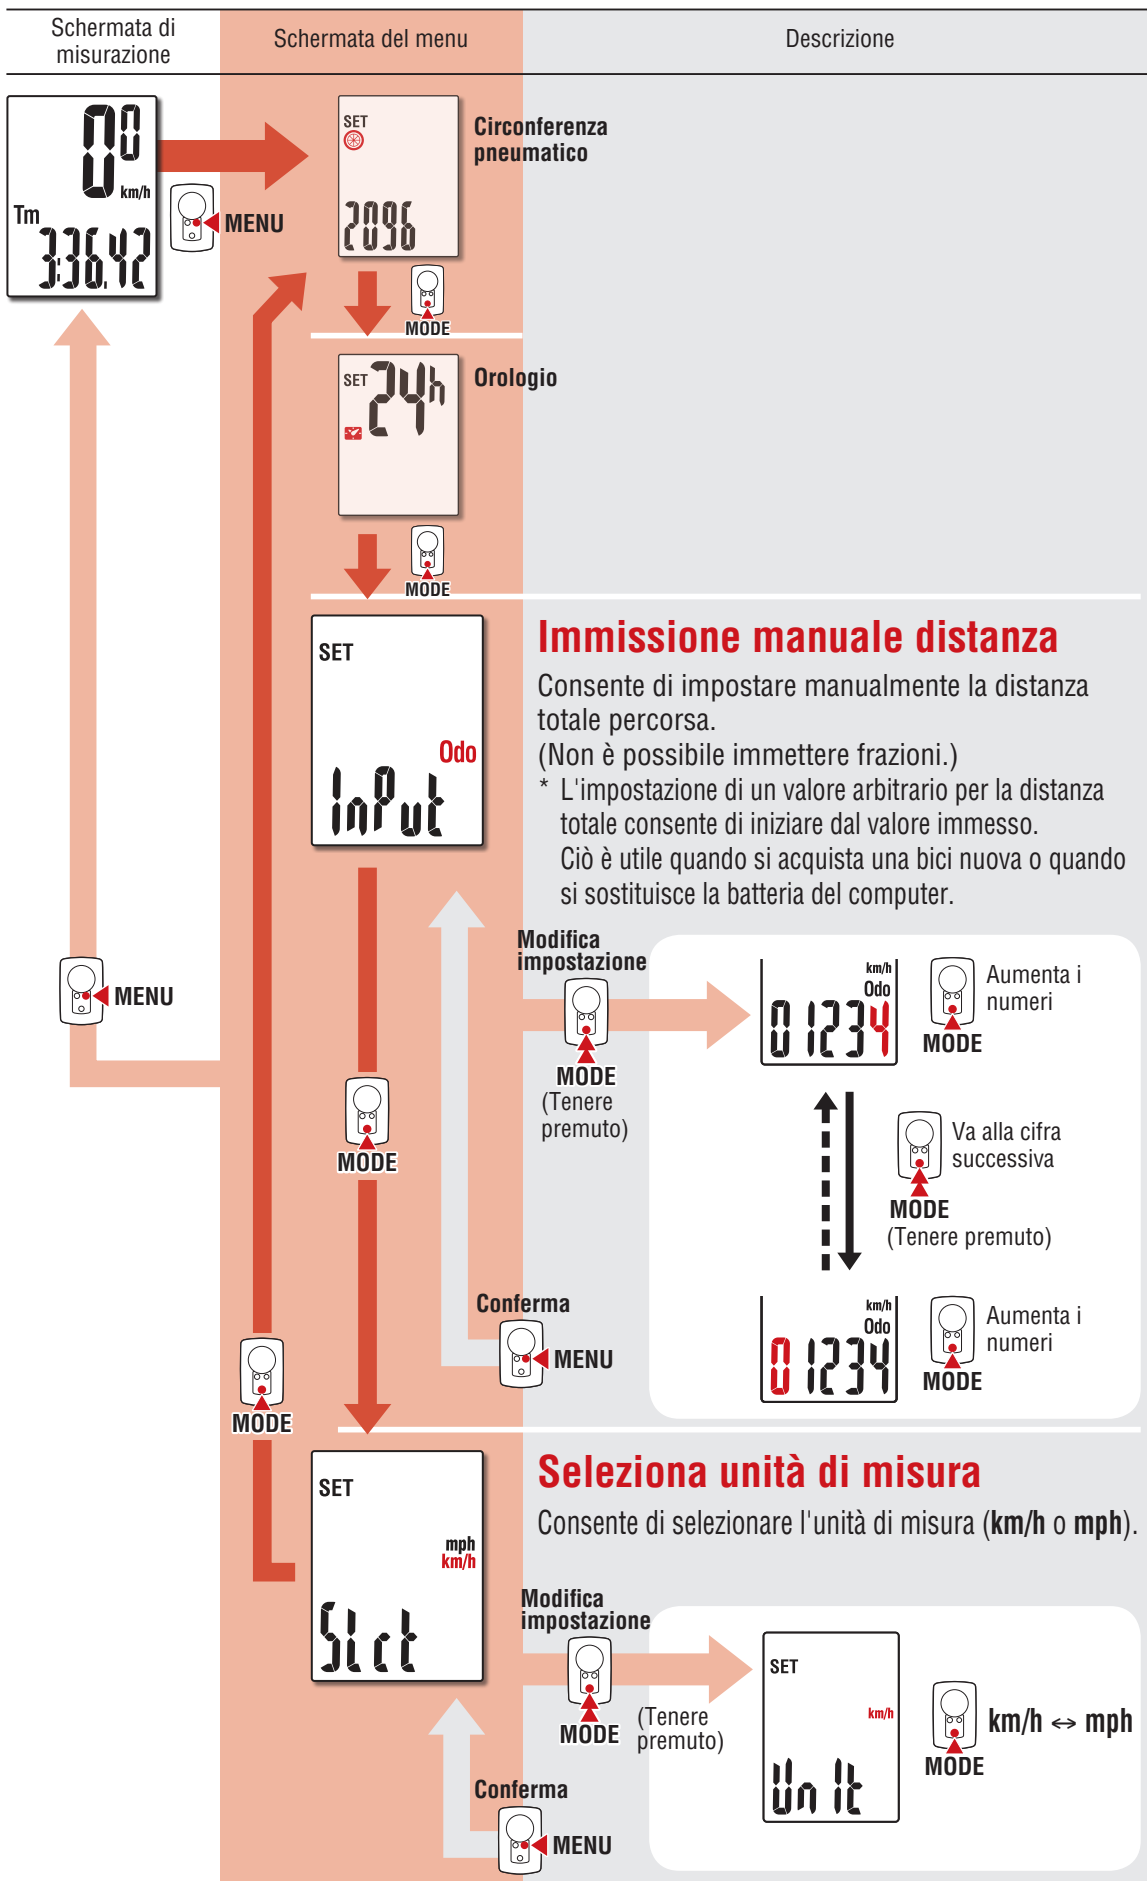 Schermata di
misurazione
Schermata del menu
Descrizione
00
km/h
Tm
3:36.42
MENU
SET
2096
Circonferenza
pneumatico
MODE
SET 24h
Orologio
MODE
SET
Odo
InPut
Immissione manuale distanza
Consente di impostare manualmente la distanza
totale percorsa.
(Non è possibile immettere frazioni.)
* L'impostazione di un valore arbitrario per la distanza
totale consente di iniziare dal valore immesso.
Ciò è utile quando si acquista una bici nuova o quando
si sostituisce la batteria del computer.
Modifica
impostazione
MODE
(Tenere
premuto)
km/h
Odo
01234
MODE
Aumenta i
numeri
MENU
MODE
Va alla cifra
successiva
MODE
(Tenere premuto)
Conferma
MENU
km/h
Odo
01234
MODE
Aumenta i
numeri
MODE
SET
mph
km/h
Slct
Seleziona unità di misura
Consente di selezionare l'unità di misura (km/h o mph).
Modifica
impostazione
MODE
(Tenere
premuto)
SET
km/h
UnIt
MODE
km/h ↔ mph
Conferma
MENU